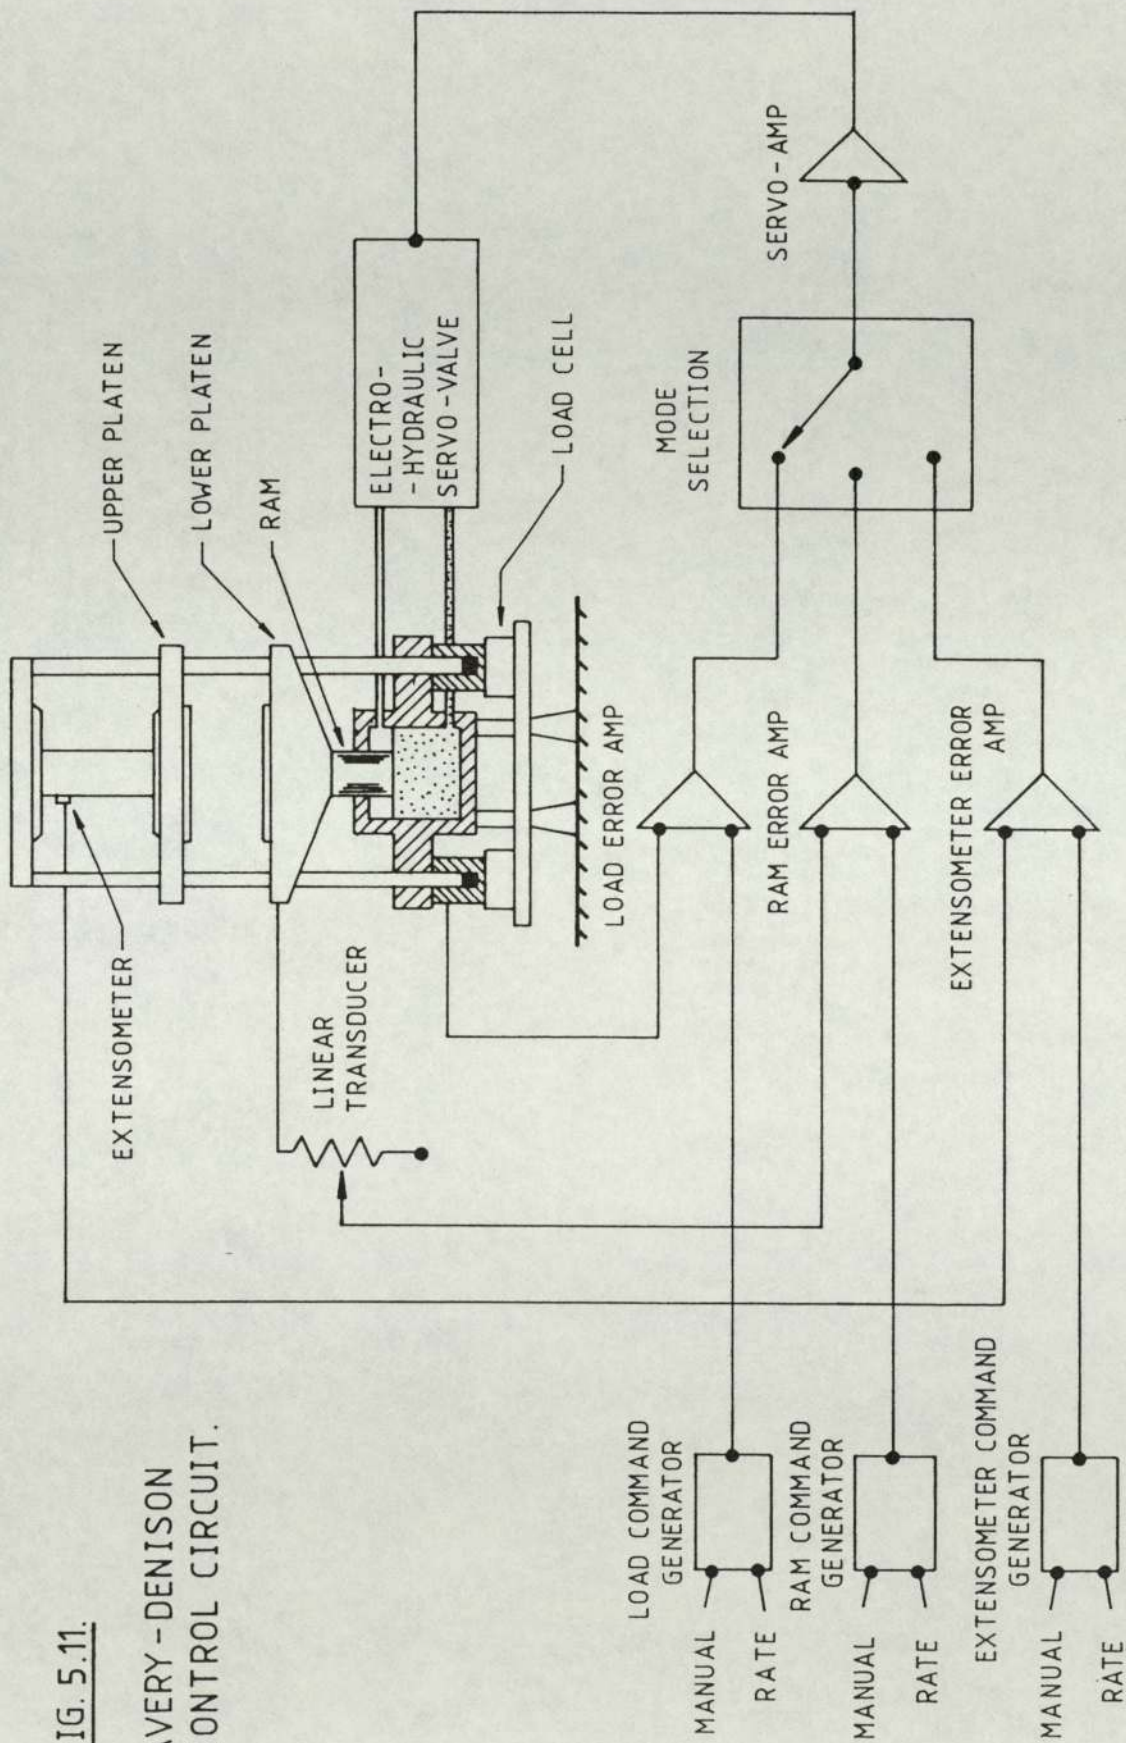 IG. 5.11.
AVERY-DENISON
ONTROL CIRCUIT.
EXTENSOMETER
UPPER PLATEN
LOWER PLATEN
RAM
LINEAR
TRANSDUCER
ELECTRO-
-HYDRAULIC
SERVO-VALVE
LOAD CELL
LOAD ERROR AMP
RAM ERROR AMP
EXTENSOMETER ERROR
AMP
MODE
SELECTION
SERVO-AMP
LOAD COMMAND
GENERATOR
MANUAL
RATE
RAM COMMAND
GENERATOR
MANUAL
RATE
EXTENSOMETER COMMAND
GENERATOR
MANUAL
RATE